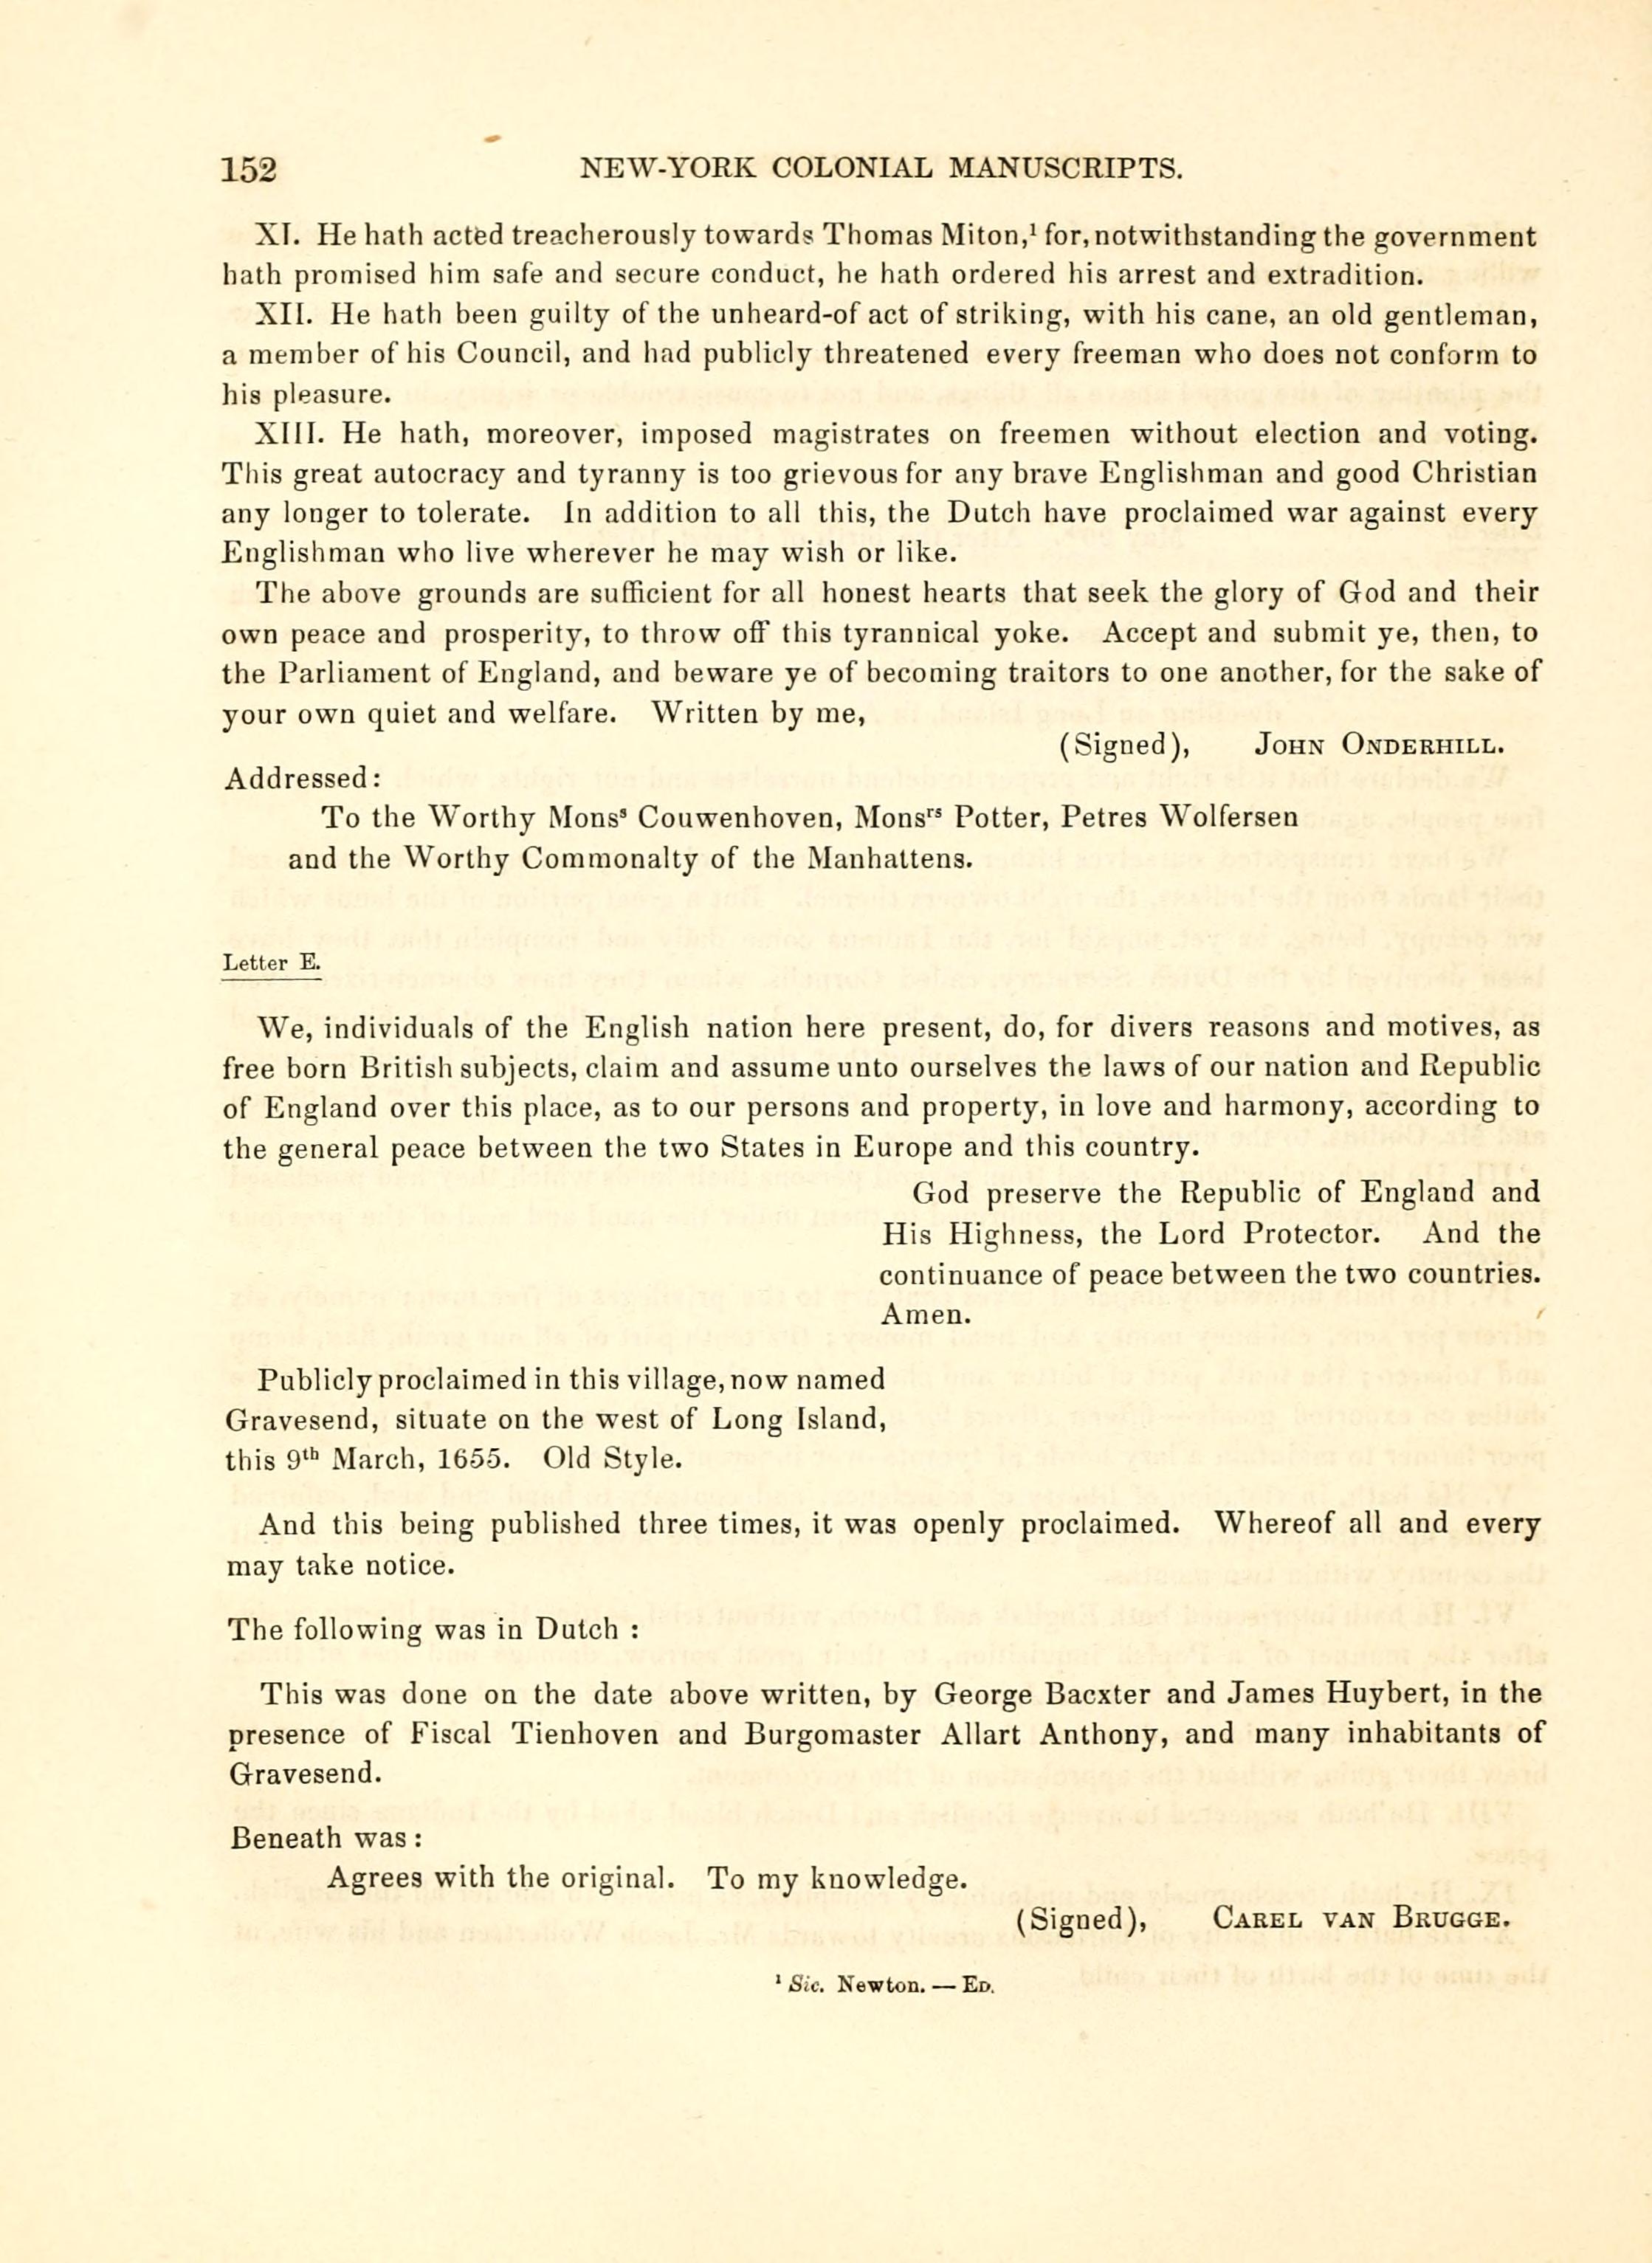 152 NEW-YORK COLONIAL MANUSCRIPTS.
XI. He hath acted treacherously towards Thomas Miton,¹ for, notwithstanding the government
hath promised him safe and secure conduct, he hath ordered his arrest and extradition.
XII. He hath been guilty of the unheard-of act of striking, with his cane, an old gentleman,
a member of his Council, and had publicly threatened every freeman who does not conform to
his pleasure.
XIII. He hath, moreover, imposed magistrates on freemen without election and voting.
This great autocracy and tyranny is too grievous for any brave Englishman and good Christian
any longer to tolerate. In addition to all this, the Dutch have proclaimed war against every
Englishman who live wherever he may wish or like.
The above grounds are sufficient for all honest hearts that seek the glory of God and their
own peace and prosperity, to throw off this tyrannical yoke. Accept and submit ye, then, to
the Parliament of England, and beware ye of becoming traitors to one another, for the sake of
your own quiet and welfare. Written by me,
(Signed), JOHN ONDERHILL.
Addressed:
To the Worthy Monsˢ Couwenhoven, Monsʳˢ Potter, Petres Wolfersen
and the Worthy Commonalty of the Manhattens.
Letter E.
We, individuals of the English nation here present, do, for divers reasons and motives, as
free born British subjects, claim and assume unto ourselves the laws of our nation and Republic
of England over this place, as to our persons and property, in love and harmony, according to
the general peace between the two States in Europe and this country.
God preserve the Republic of England and
His Highness, the Lord Protector. And the
continuance of peace between the two countries.
Amen.
Publicly proclaimed in this village, now named
Gravesend, situate on the west of Long Island,
this 9ᵗʰ March, 1655. Old Style.
And this being published three times, it was openly proclaimed. Whereof all and every
may take notice.
The following was in Dutch :
This was done on the date above written, by George Bacxter and James Huybert, in the
presence of Fiscal Tienhoven and Burgomaster Allart Anthony, and many inhabitants of
Gravesend.
Beneath was:
Agrees with the original. To my knowledge.
(Signed), CAREL VAN BRUGGE.
¹ Sic. Newton. — ED.